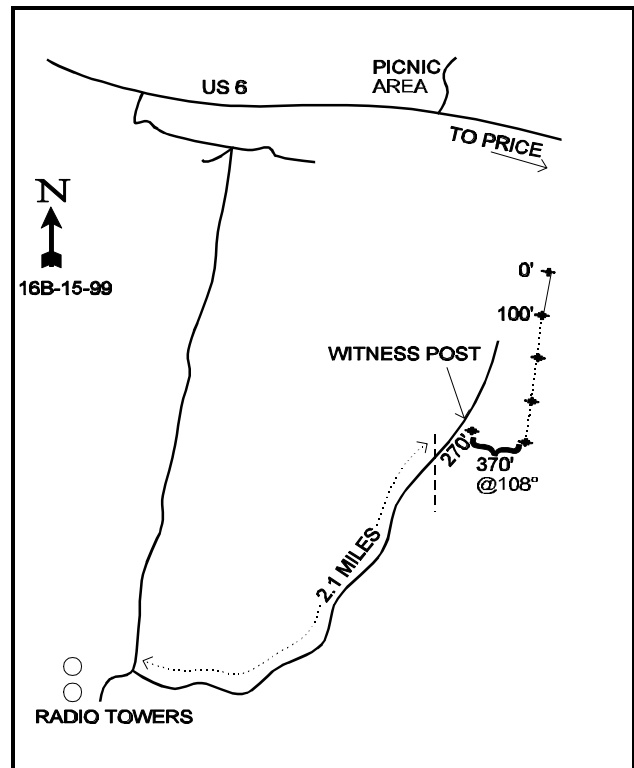 PICNIC
AREA
US 6
TO PRICE
N
16B-15-99
0'
100'
WITNESS POST
270'
370'
@108°
2.1 MILES
RADIO TOWERS